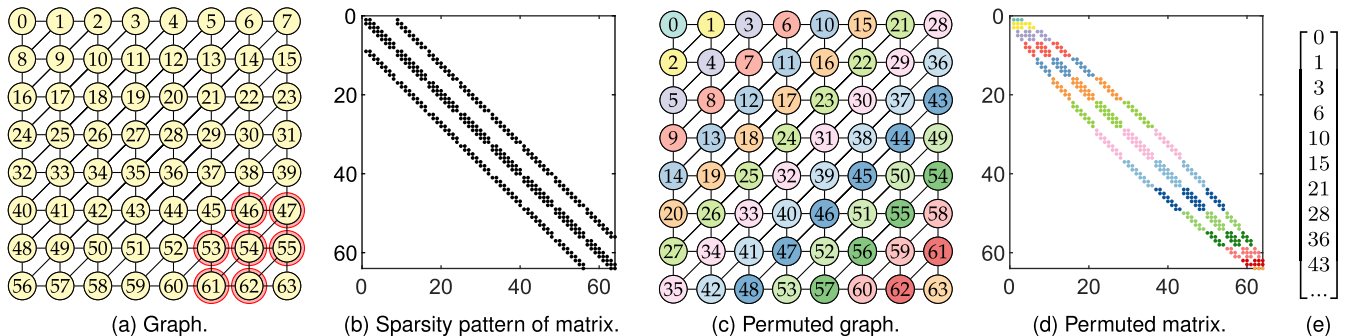 0 1 2 3 4 5 6 7
8 9 10 11 12 13 14 15
16 17 18 19 20 21 22 23
24 25 26 27 28 29 30 31
32 33 34 35 36 37 38 39
40 41 42 43 44 45 46 47
48 49 50 51 52 53 54 55
56 57 58 59 60 61 62 63
(a) Graph.
0
20
40
60
0 20 40 60
(b) Sparsity pattern of matrix.
0 1 3 6 10 15 21 28
2 4 7 11 16 22 29 36
5 8 12 17 23 30 37 43
9 13 18 24 31 38 44 49
14 19 25 32 39 45 50 54
20 26 33 40 46 51 55 58
27 34 41 47 52 56 59 61
35 42 48 53 57 60 62 63
(c) Permuted graph.
0
20
40
60
0 20 40 60
(d) Permuted matrix.
0
1
3
6
10
15
21
28
36
43
...
(e)